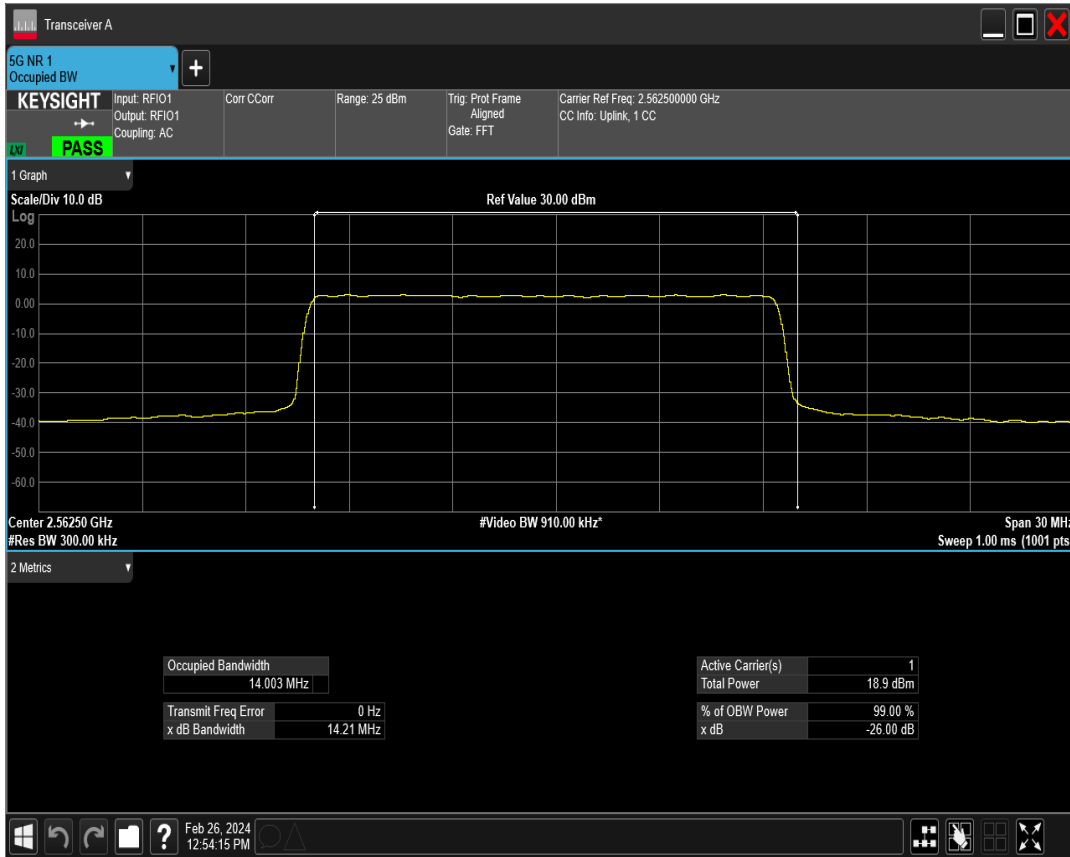 Transceiver A
5G NR 1
Occupied BW
+
KEYSIGHT
LXI
PASS
Input: RFIO1
Output: RFIO1
Coupling: AC
Corr CCorr
Range: 25 dBm
Trig: Prot Frame
Aligned
Gate: FFT
Carrier Ref Freq: 2.562500000 GHz
CC Info: Uplink, 1 CC
1 Graph
Scale/Div 10.0 dB
Ref Value 30.00 dBm
Log
20.0
10.0
0.00
-10.0
-20.0
-30.0
-40.0
-50.0
-60.0
Center 2.56250 GHz
#Video BW 910.00 kHz*
Span 30 MHz
#Res BW 300.00 kHz
Sweep 1.00 ms (1001 pts
2 Metrics
Occupied Bandwidth
14.003 MHz
Transmit Freq Error 0 Hz
x dB Bandwidth 14.21 MHz
Active Carrier(s) 1
Total Power 18.9 dBm
% of OBW Power 99.00 %
x dB -26.00 dB
?
Feb 26, 2024
12:54:15 PM